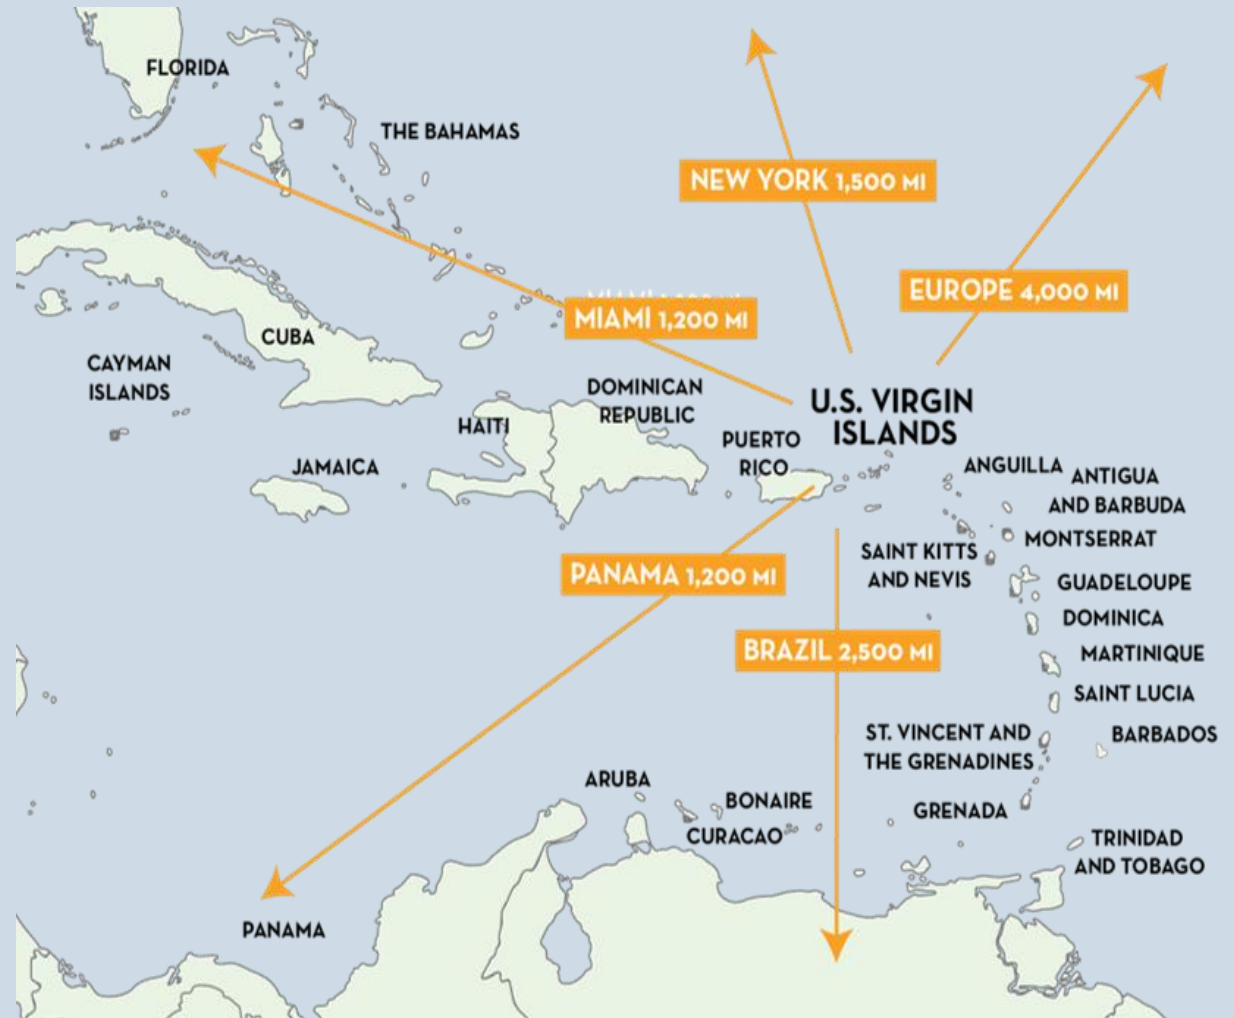 FLORIDA
THE BAHAMAS
NEW YORK 1,500 MI
EUROPE 4,000 MI
MIAMI 1,200 MI
CUBA
CAYMAN
ISLANDS
DOMINICAN
REPUBLIC
HAITI
U.S. VIRGIN
ISLANDS
PUERTO
RICO
JAMAICA
ANGUILLA
ANTIGUA
AND BARBUDA
SAINT KITTS
AND NEVIS
MONTSERRAT
PANAMA 1,200 MI
GUADELOUPE
DOMINICA
BRAZIL 2,500 MI
MARTINIQUE
SAINT LUCIA
ST. VINCENT AND
THE GRENADINES
BARBADOS
ARUBA
BONAIRE
CURACAO
GRENADA
TRINIDAD
AND TOBAGO
PANAMA